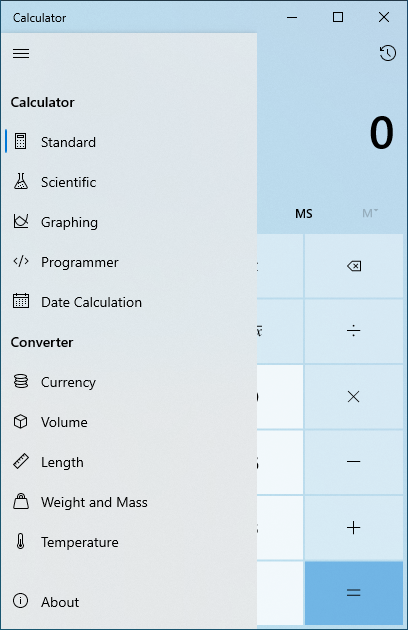 Calculator
Calculator
0
Standard
Scientific
MS
M˅
Graphing
Programmer
Date Calculation
÷
Converter
Currency
×
Volume
Length
−
Weight and Mass
+
Temperature
=
About